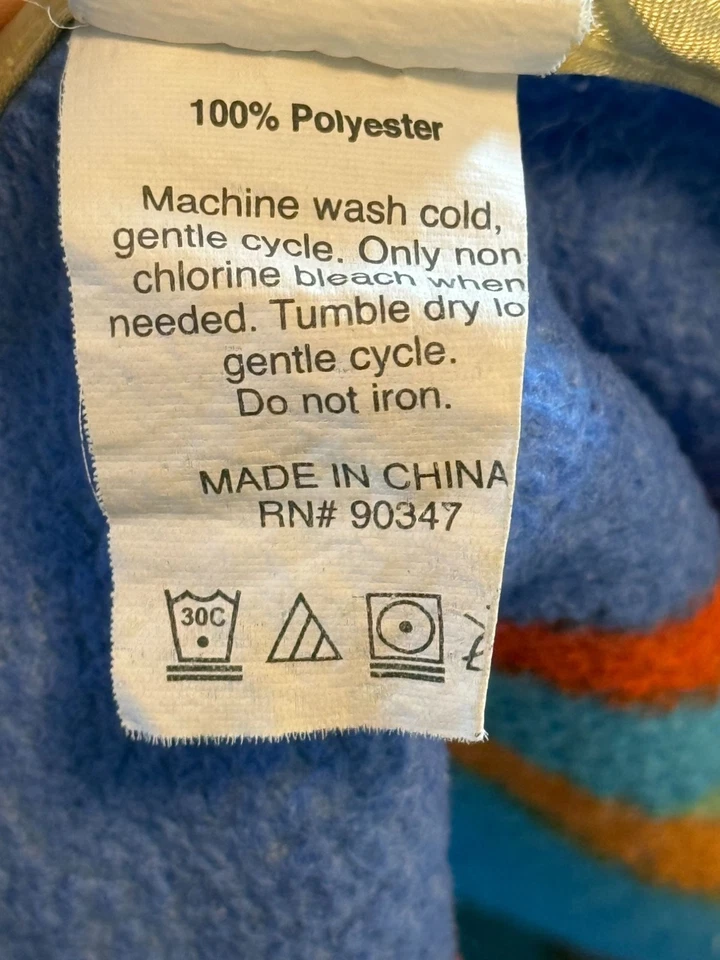 100% Polyester
Machine wash cold,
gentle cycle. Only non
chlorine bleach when
needed. Tumble dry lo
gentle cycle.
Do not iron.
MADE IN CHINA
RN# 90347
30C